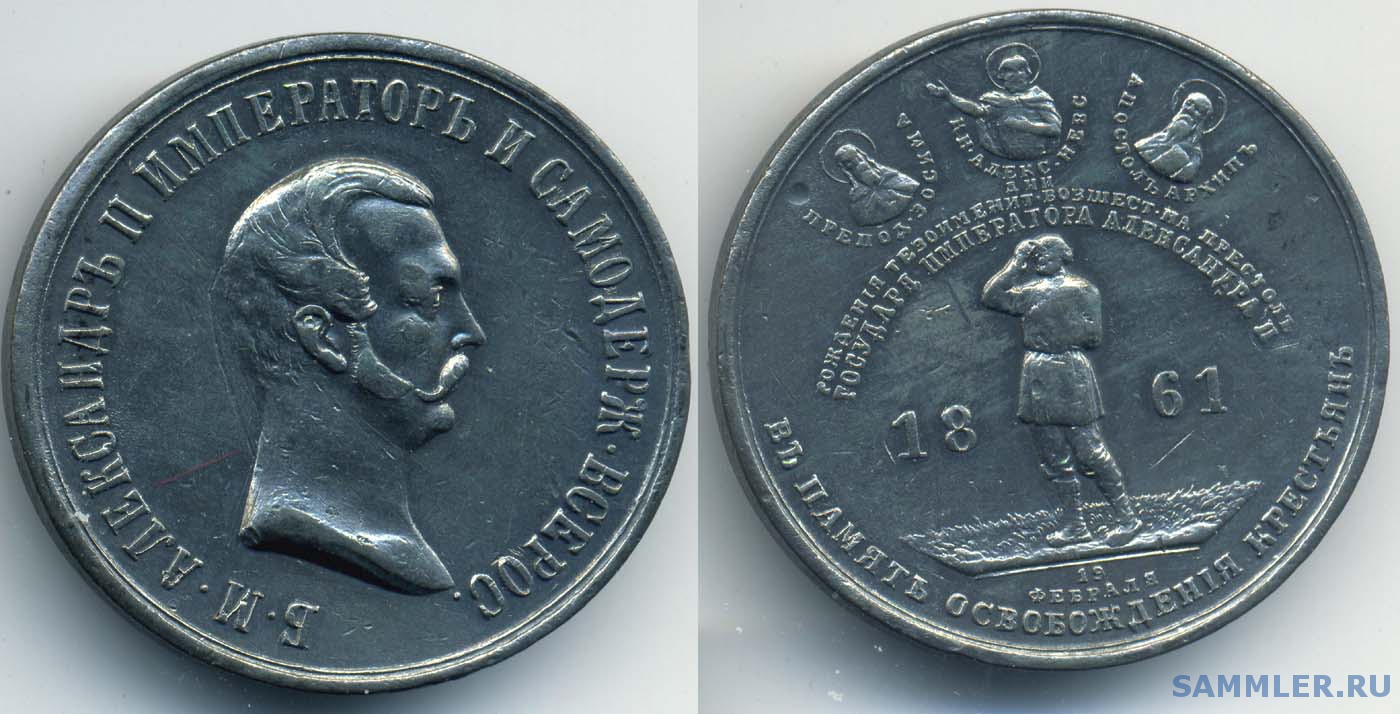 Б·М·АЛЕКСАНДРЪ II ИМПЕРАТОРЪ И САМОДЕРЖ·ВСЕРОС.
ПРЕПОД ЗОСИМА
КН АЛЕКС НЕВС
АПОСТОЛЪ АРХИПЪ
ДНИ
РОЖДЕНІЯ ТЕЗОИМЕНИТ·ВОЗШЕСТ·НА ПРЕСТОЛЪ
ГОСУДАРЯ ИМПЕРАТОРА АЛЕКСАНДРА II
18 61
19
ФЕВРАЛЯ
ВЪ ПАМЯТЬ ОСВОБОЖДЕНІЯ КРЕСТЬЯНЪ
SAMMLER.RU